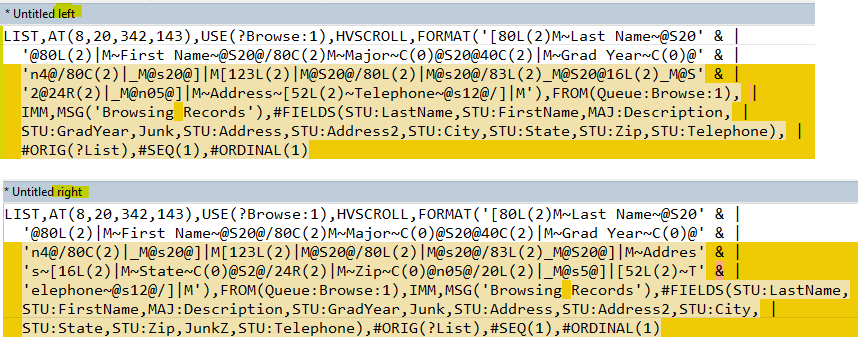 * Untitled left
LIST,AT(8,20,342,143),USE(?Browse:1),HVSCROLL,FORMAT('[80L(2)M~Last Name~@S20' & |
'@80L(2)|M~First Name~@S20@/80C(2)M~Major~C(0)@S20@40C(2)|M~Grad Year~C(0)@' & |
'n4@/80C(2)|_M@s20@]|M[123L(2)|M@S20@/80L(2)|M@s20@/83L(2)_M@S20@16L(2)_M@S' & |
'2@24R(2)|_M@n05@]|M~Address~[52L(2)~Telephone~@s12@/]|M'),FROM(Queue:Browse:1), |
IMM,MSG('Browsing Records'),#FIELDS(STU:LastName,STU:FirstName,MAJ:Description, |
STU:GradYear,Junk,STU:Address,STU:Address2,STU:City,STU:State,STU:Zip,STU:Telephone), |
#ORIG(?List),#SEQ(1),#ORDINAL(1)
* Untitled right
LIST,AT(8,20,342,143),USE(?Browse:1),HVSCROLL,FORMAT('[80L(2)M~Last Name~@S20' & |
'@80L(2)|M~First Name~@S20@/80C(2)M~Major~C(0)@S20@40C(2)|M~Grad Year~C(0)@' & |
'n4@/80C(2)|_M@s20@]|M[123L(2)|M@S20@/80L(2)|M@s20@/83L(2)_M@S20@]|M~Addres' & |
's~[16L(2)|M~State~C(0)@S2@/24R(2)|M~Zip~C(0)@n05@/20L(2)|_M@s5@]|[52L(2)~T' & |
'elephone~@s12@/]|M'),FROM(Queue:Browse:1),IMM,MSG('Browsing Records'),#FIELDS(STU:LastName, |
STU:FirstName,MAJ:Description,STU:GradYear,Junk,STU:Address,STU:Address2,STU:City, |
STU:State,STU:Zip,JunkZ,STU:Telephone),#ORIG(?List),#SEQ(1),#ORDINAL(1)